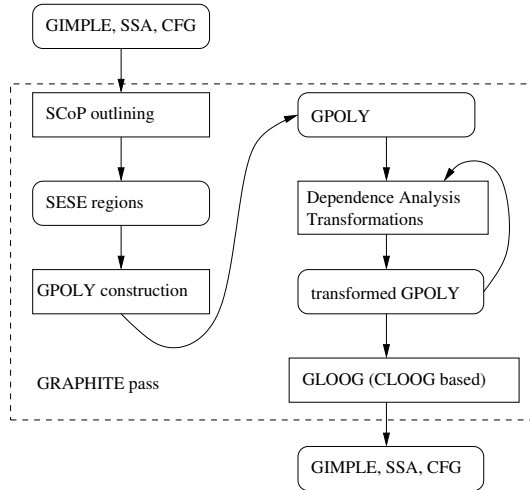 GIMPLE, SSA, CFG
SCoP outlining
SESE regions
GPOLY construction
GRAPHITE pass
GPOLY
Dependence Analysis
Transformations
transformed GPOLY
GLOOG (CLOOG based)
GIMPLE, SSA, CFG